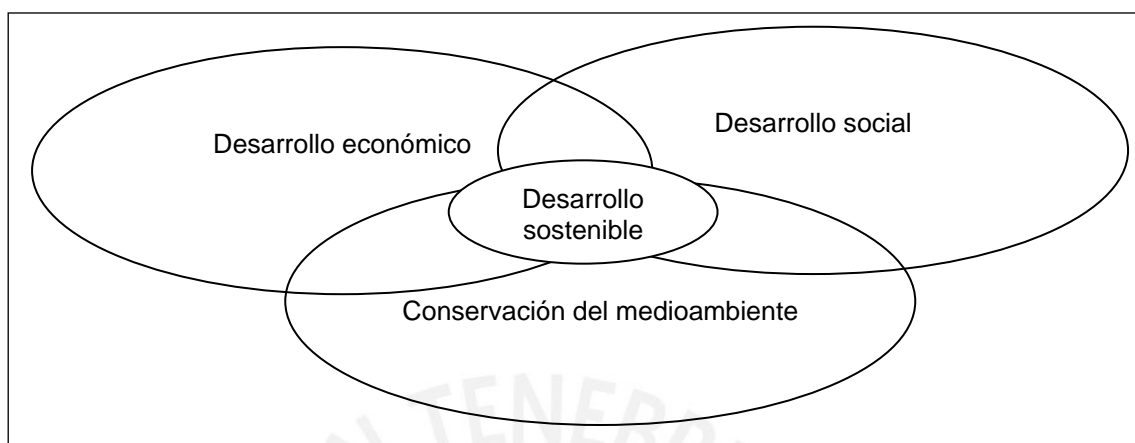 Desarrollo económico
Desarrollo social
Desarrollo
sostenible
Conservación del medioambiente